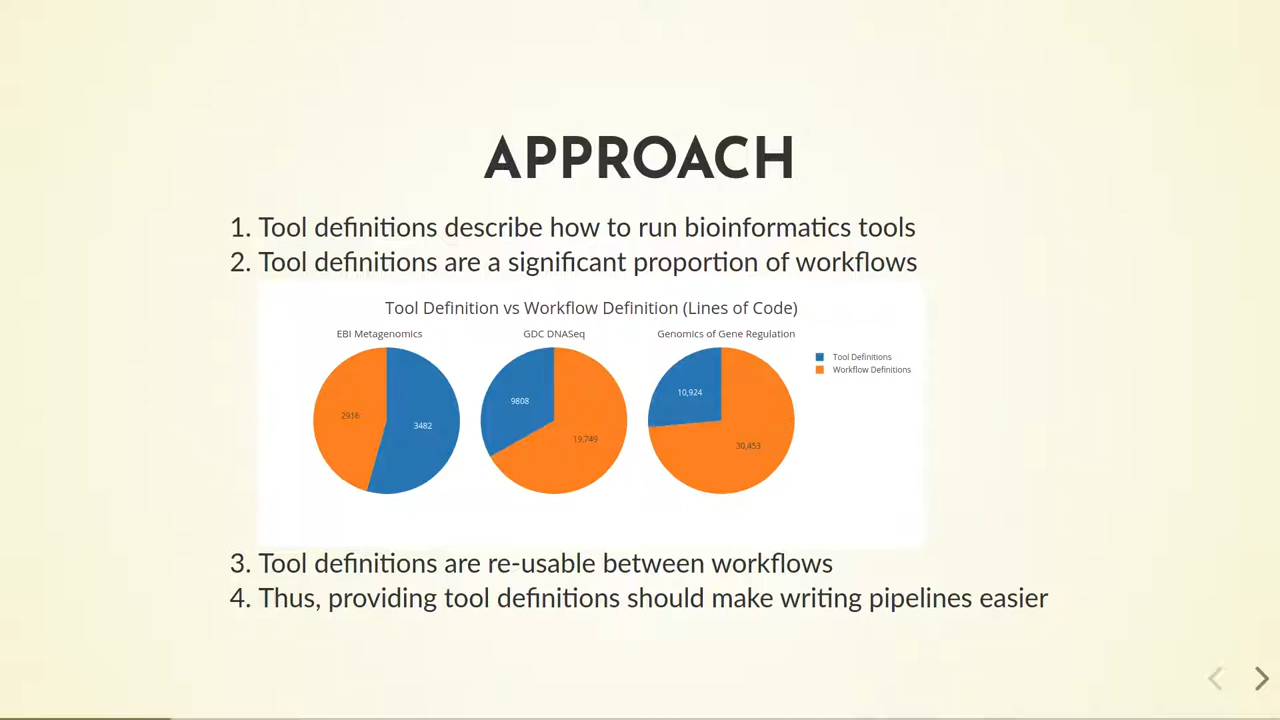 APPROACH
1. Tool definitions describe how to run bioinformatics tools
2. Tool definitions are a significant proportion of workflows
Tool Definition vs Workflow Definition (Lines of Code)
EBI Metagenomics
GDC DNASeq
Genomics of Gene Regulation
Tool Definitions
Workflow Definitions
2916
3482
9808
19,749
10,924
30,453
3. Tool definitions are re-usable between workflows
4. Thus, providing tool definitions should make writing pipelines easier